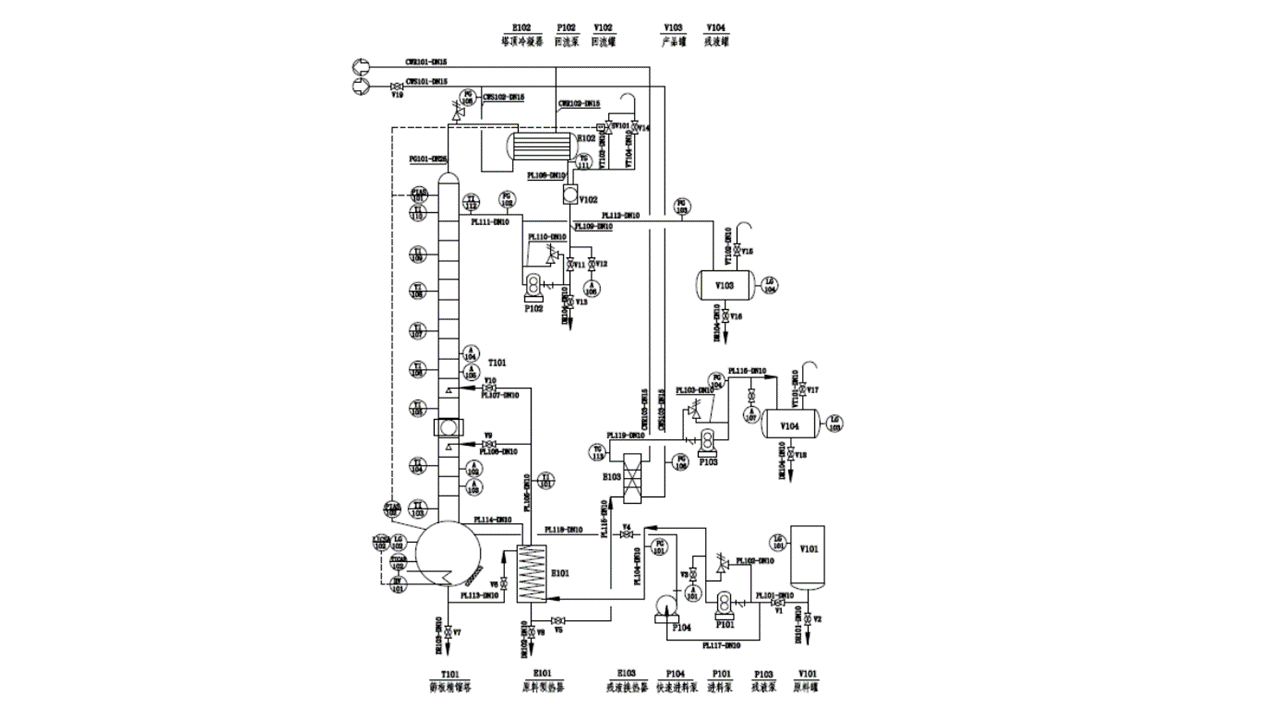 E102 P102 V102 V103 V104
塔顶冷凝器 回流泵 回流罐 产品罐 残液罐
CWR101-DN15
CWS101-DN15
V19
PG
105
CWS102-DN15
CWR102-DN15
SV101
V14
E102
VT103-DN10
VT104-DN10
PG101-DN25
TG
111
PL108-DN10
V102
PIAS
101
TI
110
TI
112
PG
102
PL111-DN10
PG
103
PL112-DN10
PL109-DN10
PL110-DN10
V11
V12
A
106
P102
V13
VT102-DN10
V15
V103
LG
104
DR104-DN10
V16
TI
109
TI
108
TI
107
A
104
T101
A
105
TI
106
V10
PL107-DN10
TI
105
V9
PL106-DN10
TI
104
A
102
A
103
TI
103
PL105-DN10
TI
101
CWR103-DN15
CWS103-DN15
PG
104
PL116-DN10
PL103-DN10
A
107
VT101-DN10
V17
V104
LG
103
DR104-DN10
V18
PL119-DN10
P103
TG
113
E103
PG
106
PL115-DN10
PIAS
102
PL114-DN10
PL118-DN10
V4
LICSA
102
LG
102
TICAS
102
EV
101
V6
E101
PL113-DN10
PL104-DN10
PG
101
V3
A
101
PL102-DN10
LG
101
V101
P104
P101
PL101-DN10
V1
V2
DR101-DN10
PL117-DN10
DR103-DN10
V7
DR102-DN10
V8
V5
T101 E101 E103 P104 P101 P103 V101
筛板精馏塔 原料预热器 残液换热器 快速进料泵 进料泵 残液泵 原料罐